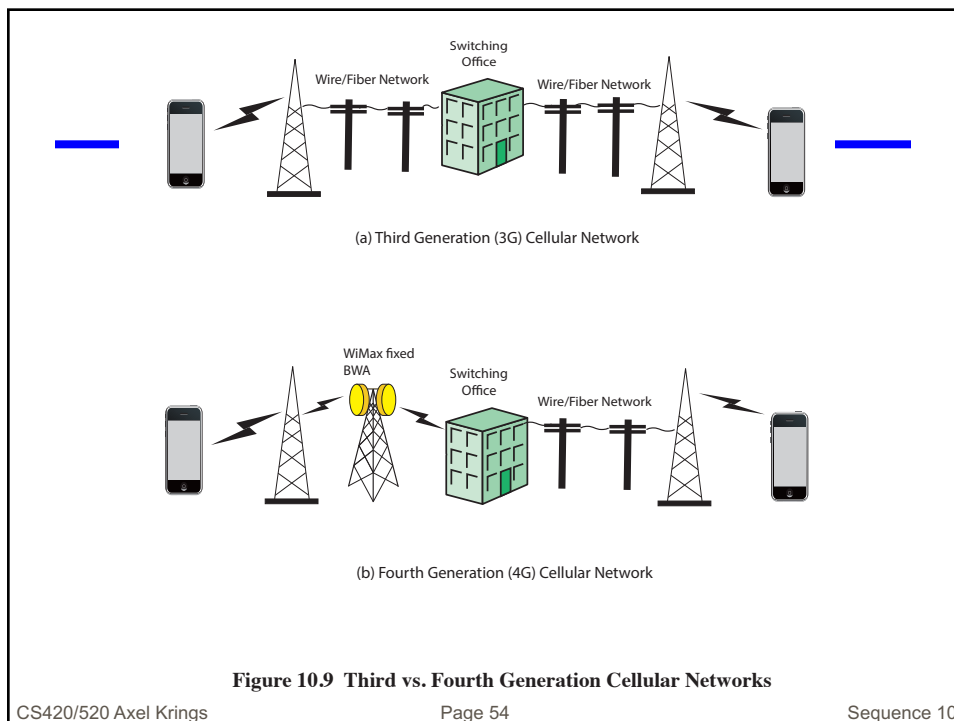 Switching
Office
Wire/Fiber Network
Wire/Fiber Network
(a) Third Generation (3G) Cellular Network
WiMax fixed
BWA
Switching
Office
Wire/Fiber Network
(b) Fourth Generation (4G) Cellular Network
Figure 10.9 Third vs. Fourth Generation Cellular Networks
CS420/520 Axel Krings Page 54 Sequence 10